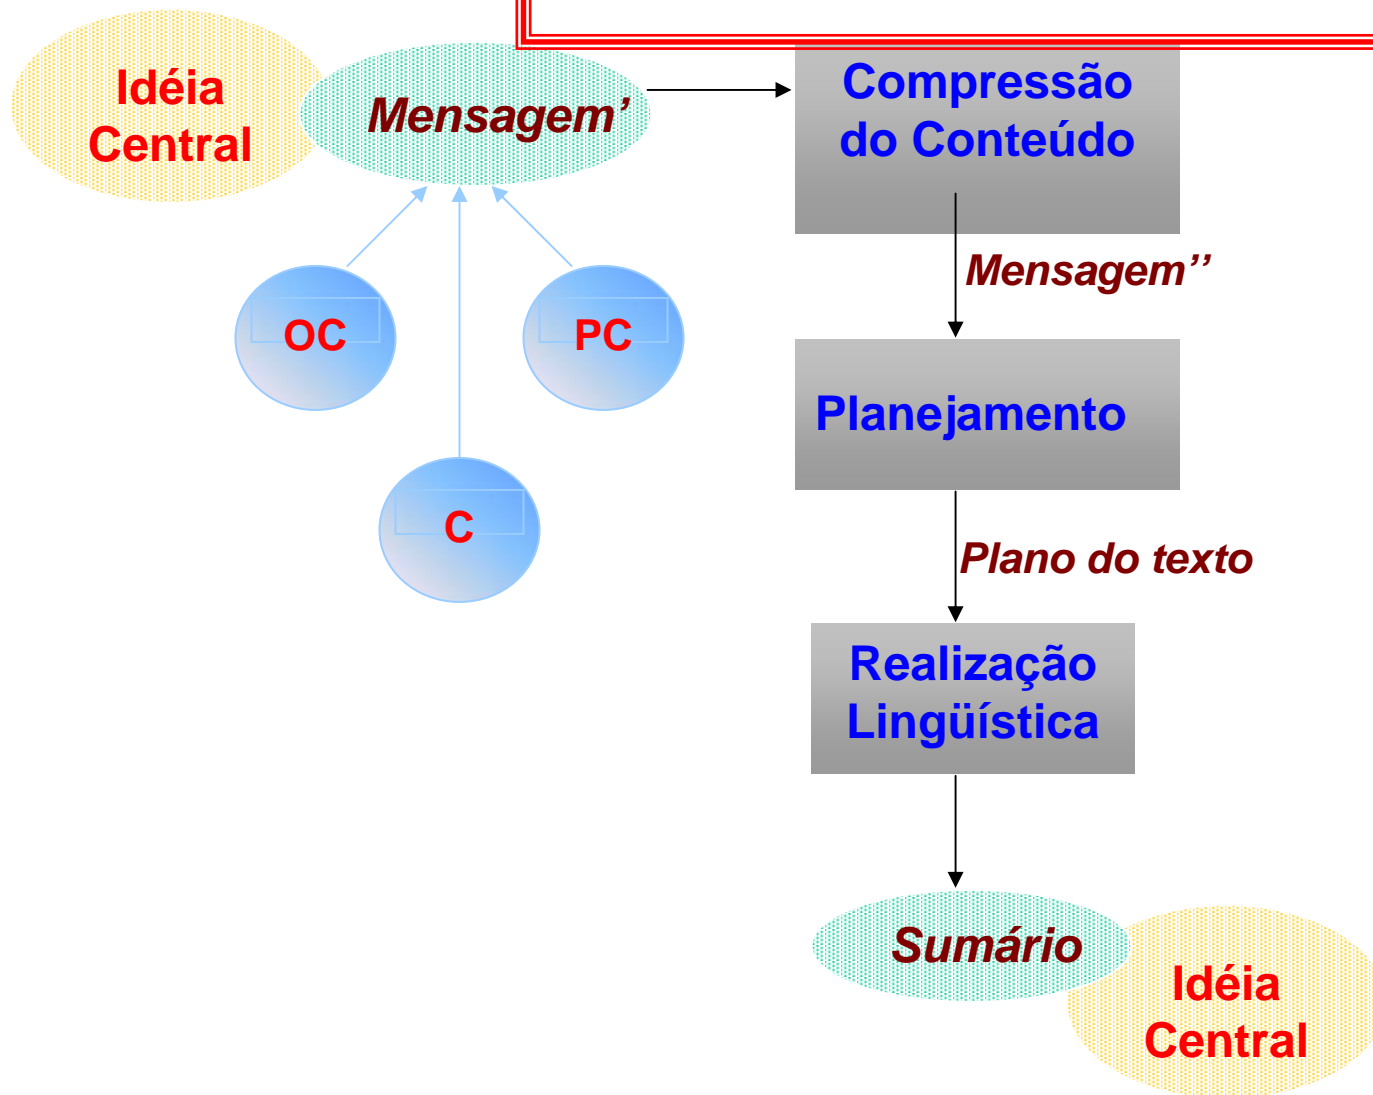 Idéia
Central
Mensagem’
Compressão
do Conteúdo
Mensagem’’
OC
PC
C
Planejamento
Plano do texto
Realização
Lingüística
Sumário
Idéia
Central